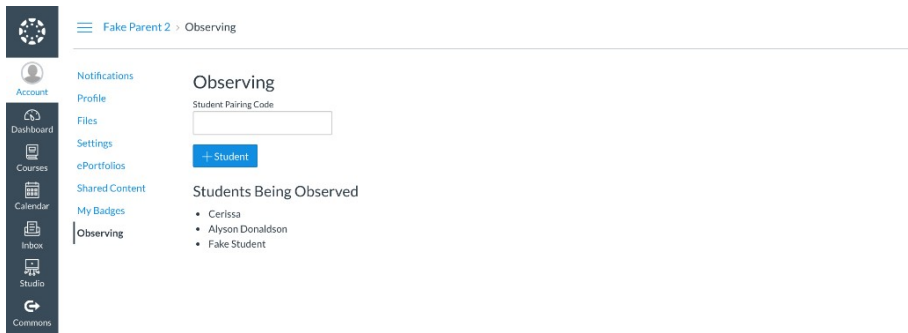 Fake Parent 2 > Observing
Account
Dashboard
Courses
Calendar
Inbox
Studio
Commons
Notifications
Profile
Files
Settings
ePortfolios
Shared Content
My Badges
Observing
Observing
Student Pairing Code
+ Student
Students Being Observed
• Cerissa
• Alyson Donaldson
• Fake Student